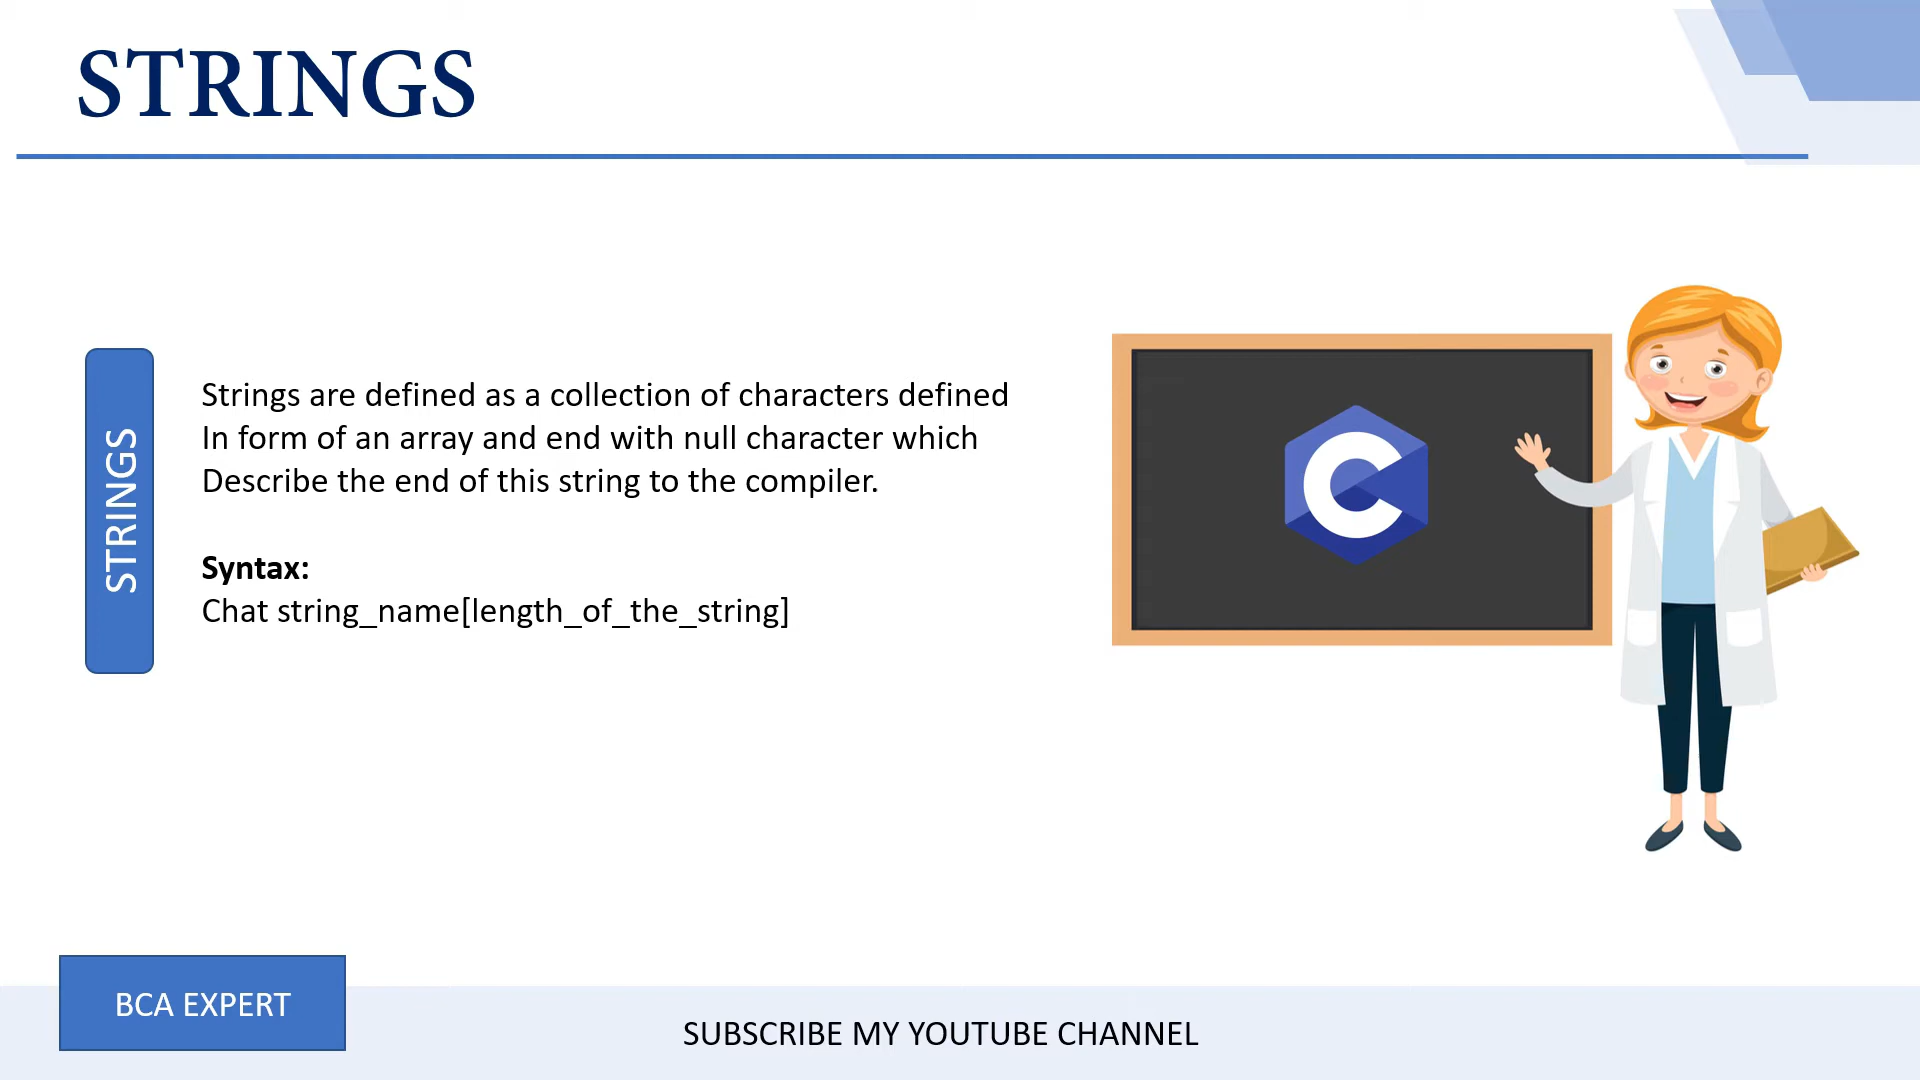 STRINGS
STRINGS
Strings are defined as a collection of characters defined
In form of an array and end with null character which
Describe the end of this string to the compiler.
Syntax:
Chat string_name[length_of_the_string]
C
BCA EXPERT
SUBSCRIBE MY YOUTUBE CHANNEL